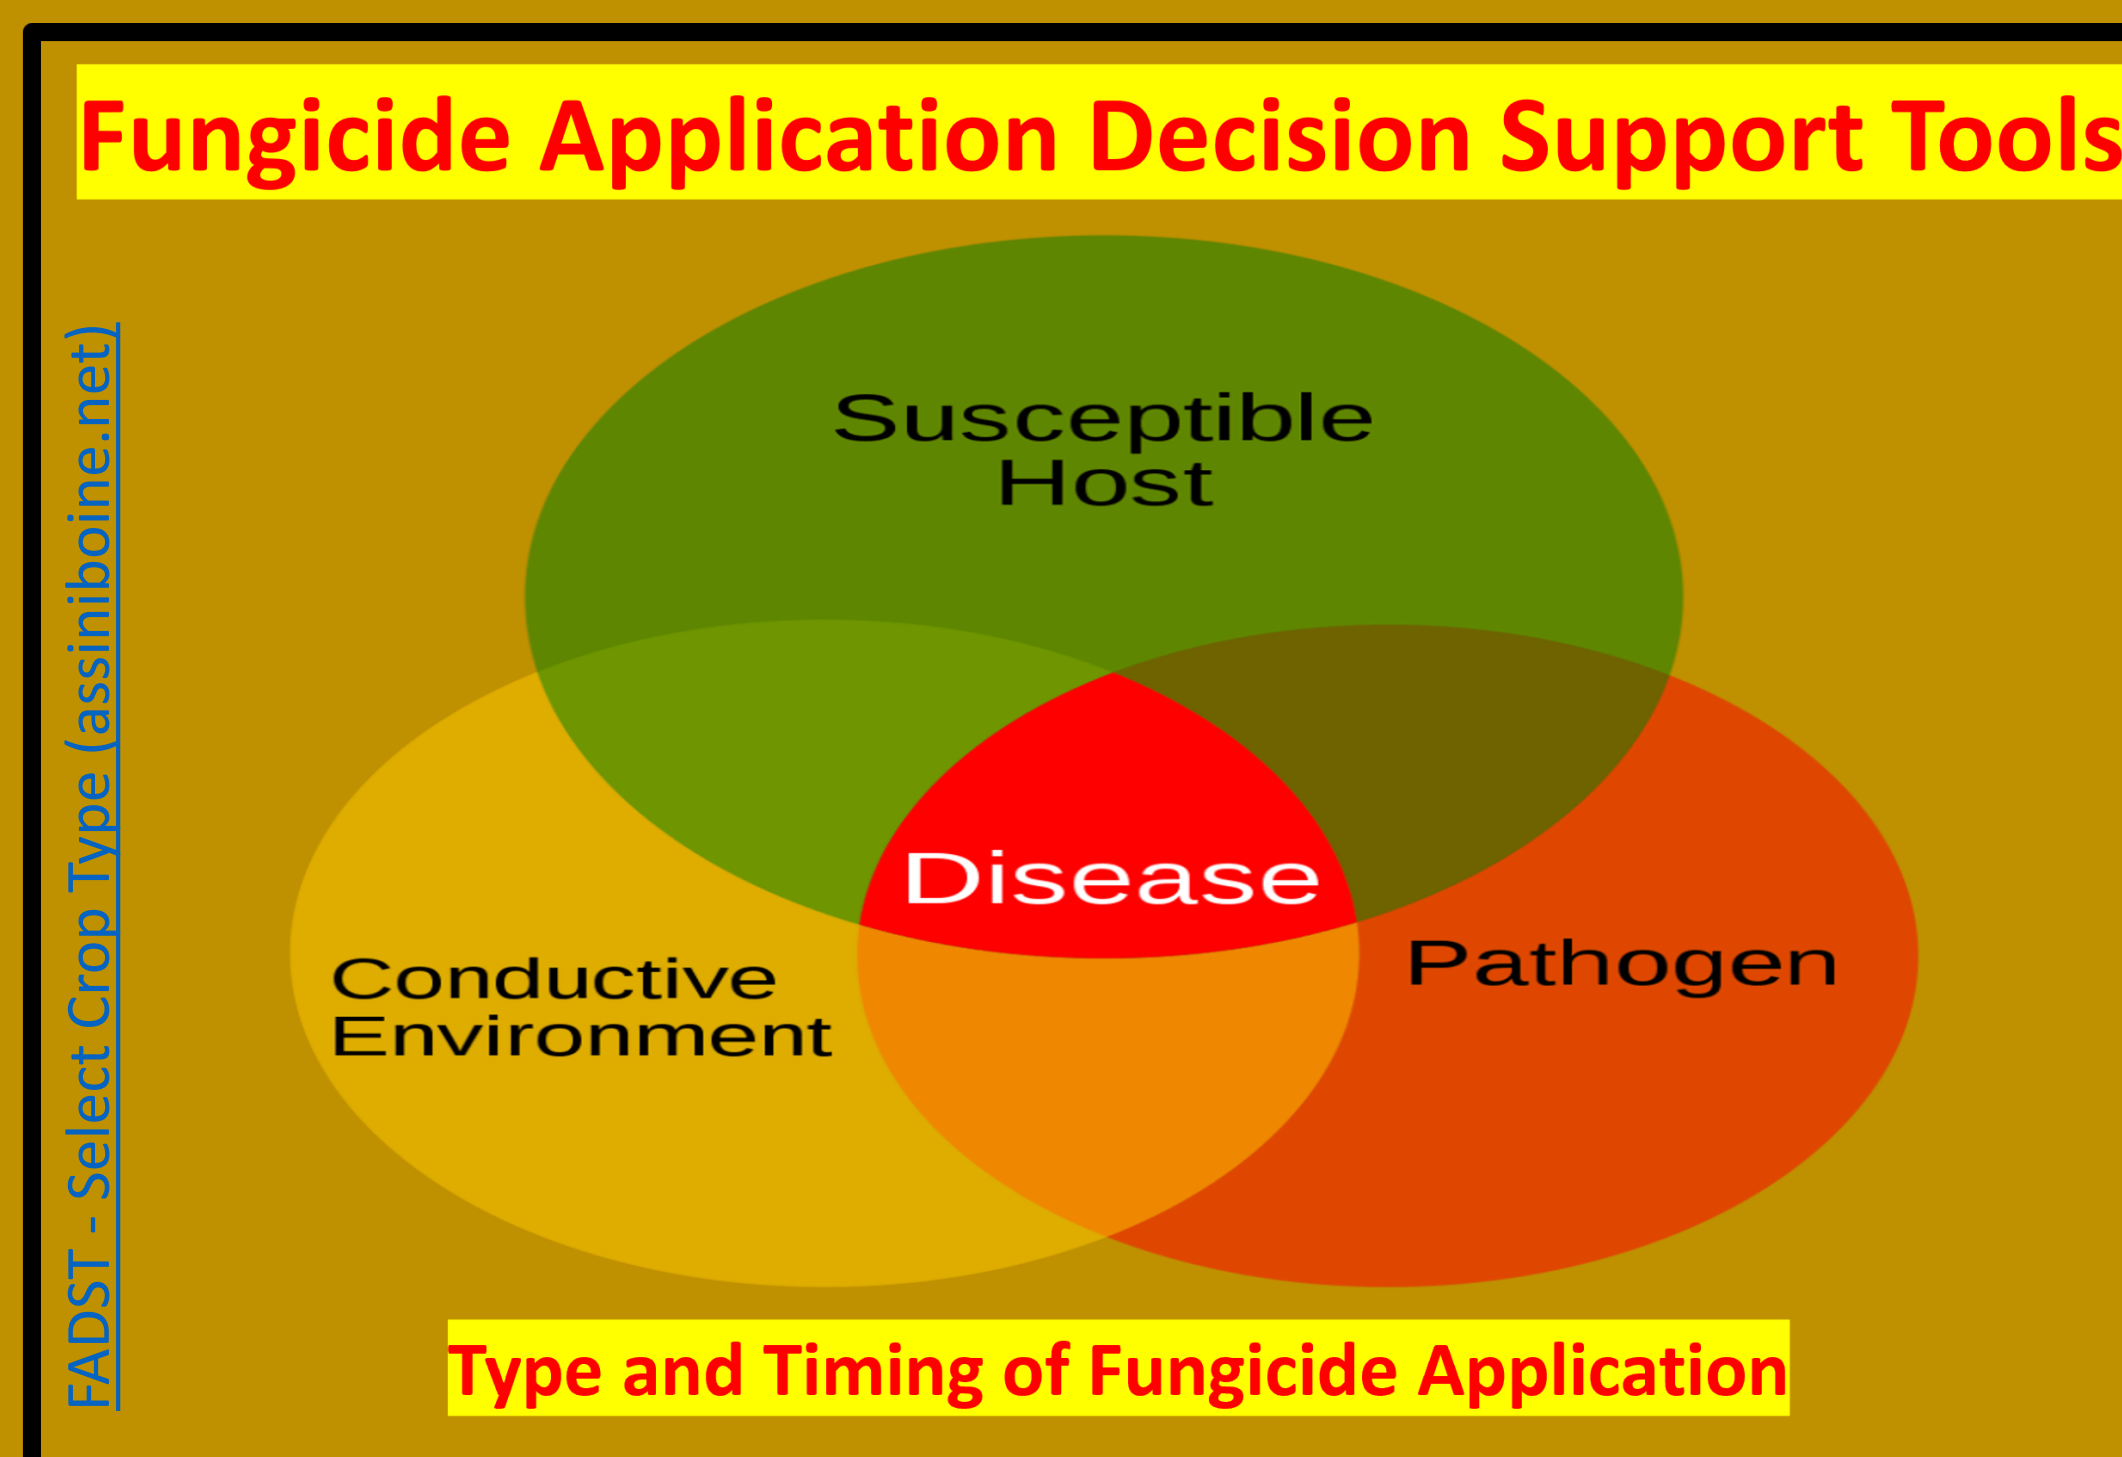 Fungicide Application Decision Support Tools
FADST - Select Crop Type (assiniboine.net)
Susceptible
Host
Disease
Conductive
Environment
Pathogen
Type and Timing of Fungicide Application